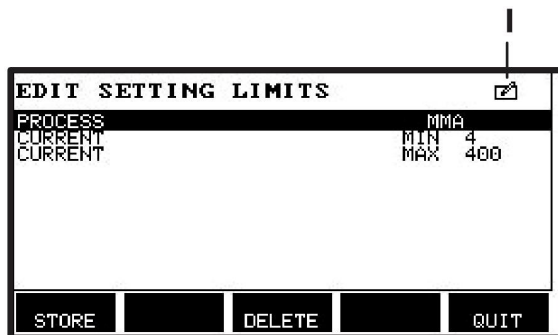 I
EDIT SETTING LIMITS
PROCESS MMA
CURRENT MIN 4
CURRENT MAX 400
STORE DELETE QUIT